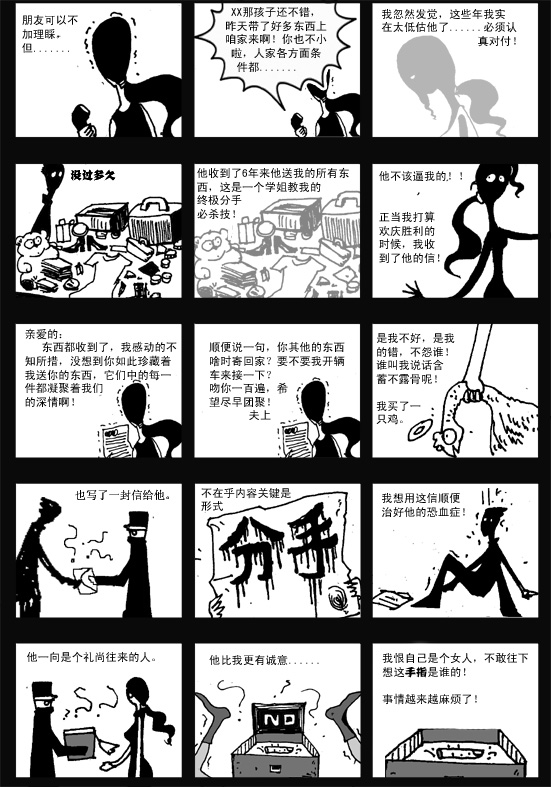 朋友可以不
加理睬，
但.......
XX那孩子还不错，
昨天带了好多东西上
咱家来啊！你也不小
啦，人家各方面条
件都.......
我忽然发觉，这些年我实
在太低估他了......必须认
真对付！
没过多久
他收到了6年来他送我的所有东
西，这是一个学姐教我的
终极分手
必杀技！
他不该逼我的！！
正当我打算
欢庆胜利的
时候，我收
到了他的信！
亲爱的：
东西都收到了，我感动的不
知所措，没想到你如此珍藏着
我送你的东西，它们中的每一
件都凝聚着我们
的深情啊！
顺便说一句，你其他的东西
啥时寄回家？要不要我开辆
车来接一下？
吻你一百遍，希
望尽早团聚！
夫上
是我不好，是我
的错，不怨谁！
谁叫我说话含
蓄不露骨呢！
我买了一
只鸡。
也写了一封信给他。
不在乎内容关键是
形式
分手
我想用这信顺便
治好他的恐血症！
他一向是个礼尚往来的人。
他比我更有诚意......
NO
我恨自己是个女人，不敢往下
想这手指是谁的！
事情越来越麻烦了！